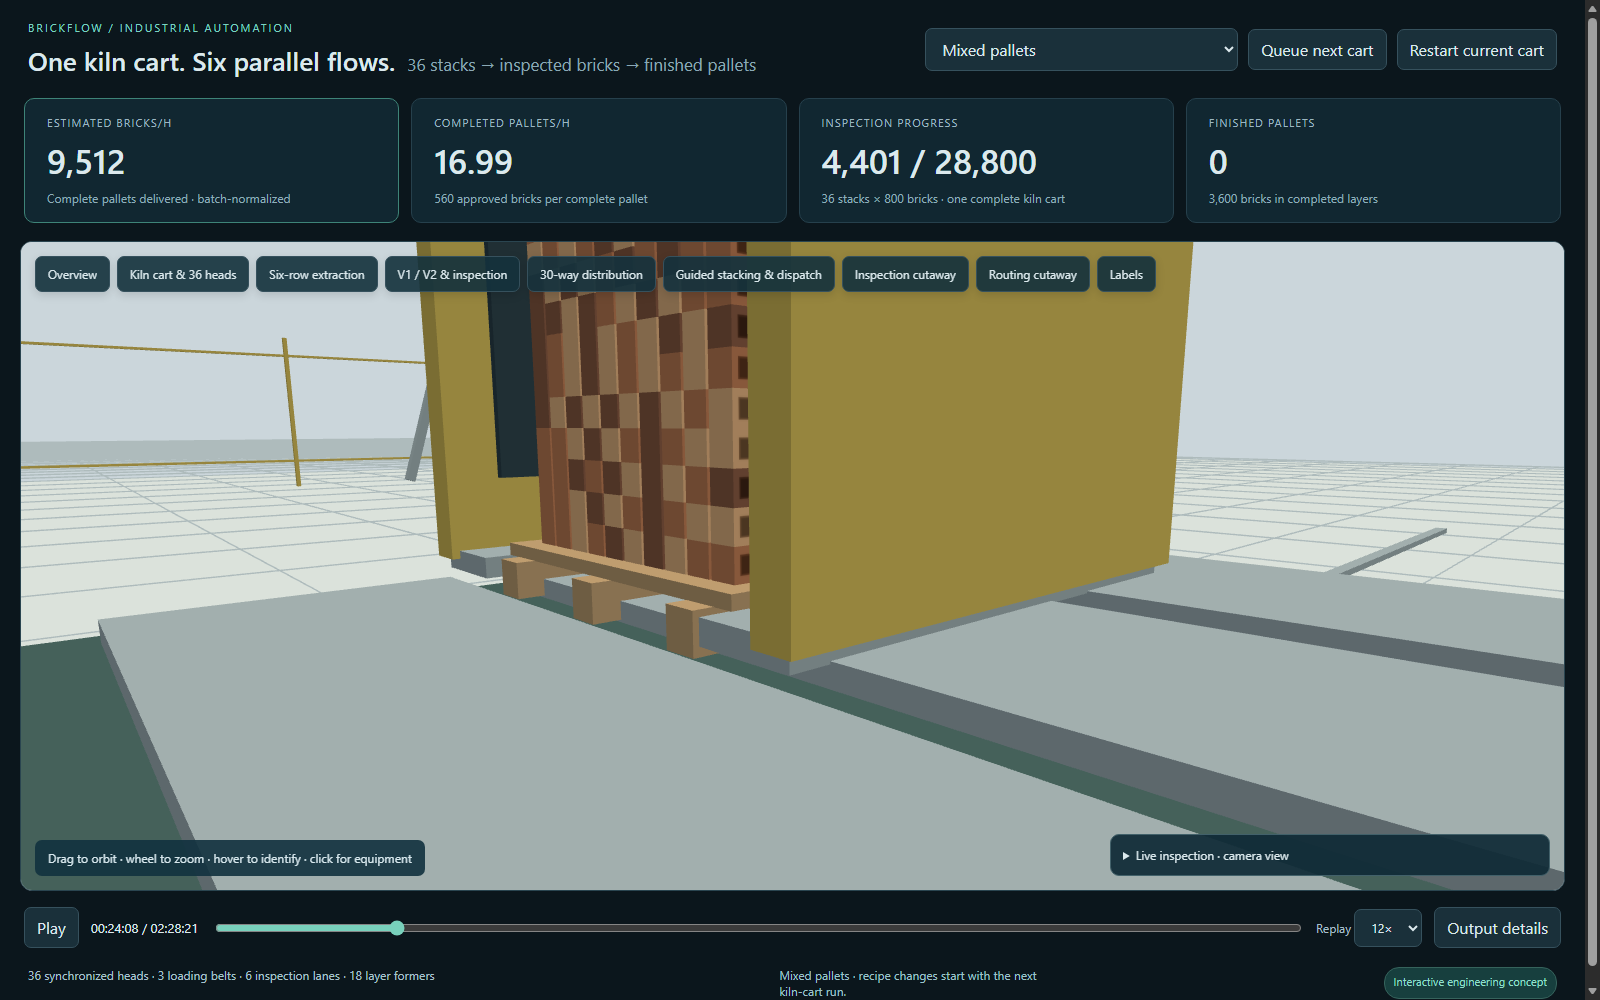 BRICKFLOW / INDUSTRIAL AUTOMATION
One kiln cart. Six parallel flows. 36 stacks → inspected bricks → finished pallets
Mixed pallets
Queue next cart
Restart current cart
ESTIMATED BRICKS/H
9,512
Complete pallets delivered · batch-normalized
COMPLETED PALLETS/H
16.99
560 approved bricks per complete pallet
INSPECTION PROGRESS
4,401 / 28,800
36 stacks × 800 bricks · one complete kiln cart
FINISHED PALLETS
0
3,600 bricks in completed layers
Overview
Kiln cart & 36 heads
Six-row extraction
V1 / V2 & inspection
30-way distribution
Guided stacking & dispatch
Inspection cutaway
Routing cutaway
Labels
Drag to orbit · wheel to zoom · hover to identify · click for equipment
Live inspection · camera view
Play
00:24:08 / 02:28:21
Replay
12×
Output details
36 synchronized heads · 3 loading belts · 6 inspection lanes · 18 layer formers
Mixed pallets · recipe changes start with the next
kiln-cart run.
Interactive engineering concept